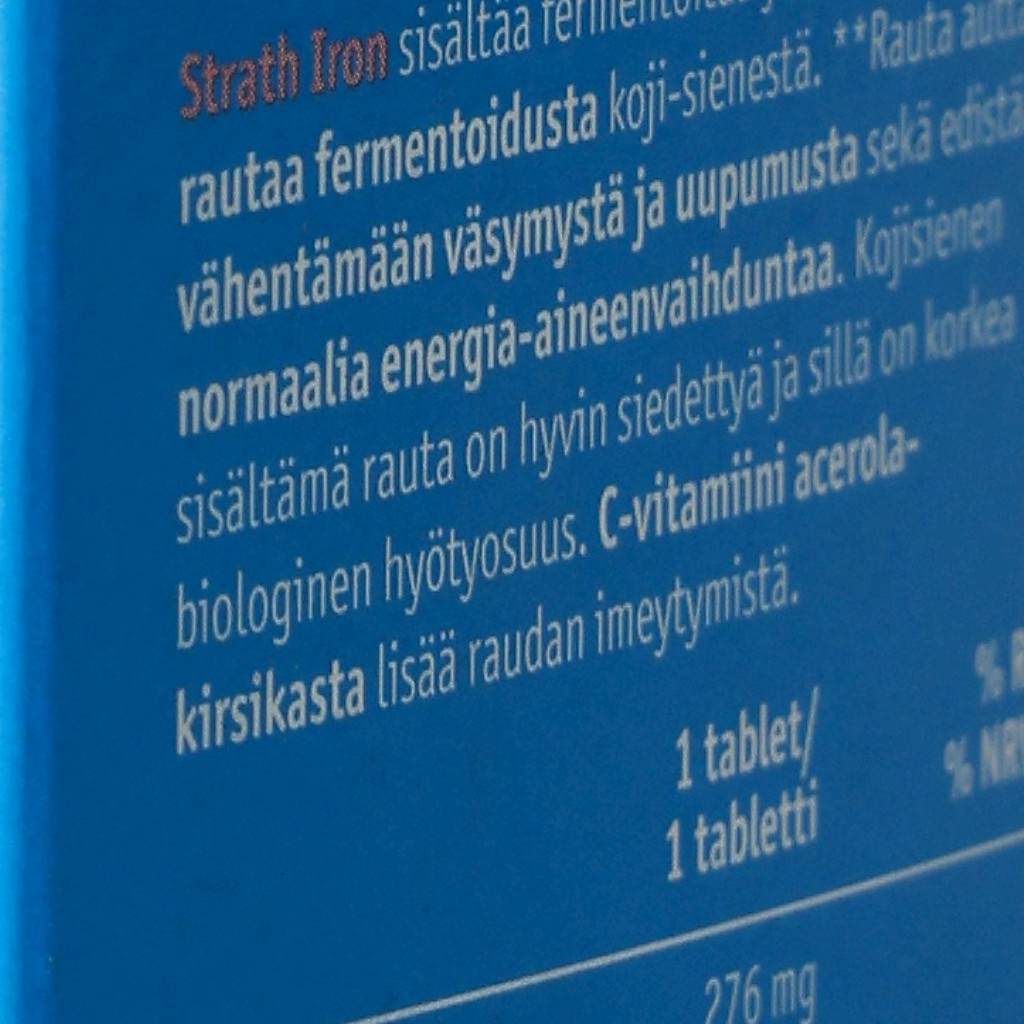 Strath Iron sisältää
rautaa fermentoidusta koji-sienestä. **Rauta
vähentämään väsymystä ja uupumusta sekä edistä
normaalia energia-aineenvaihduntaa. Kojisienen
sisältämä rauta on hyvin siedettyä ja sillä on korkea
biologinen hyötyosuus. C-vitamiini acerola-
kirsikasta lisää raudan imeytymistä.
1 tablet/
1 tabletti
%
% NRV
276 mg